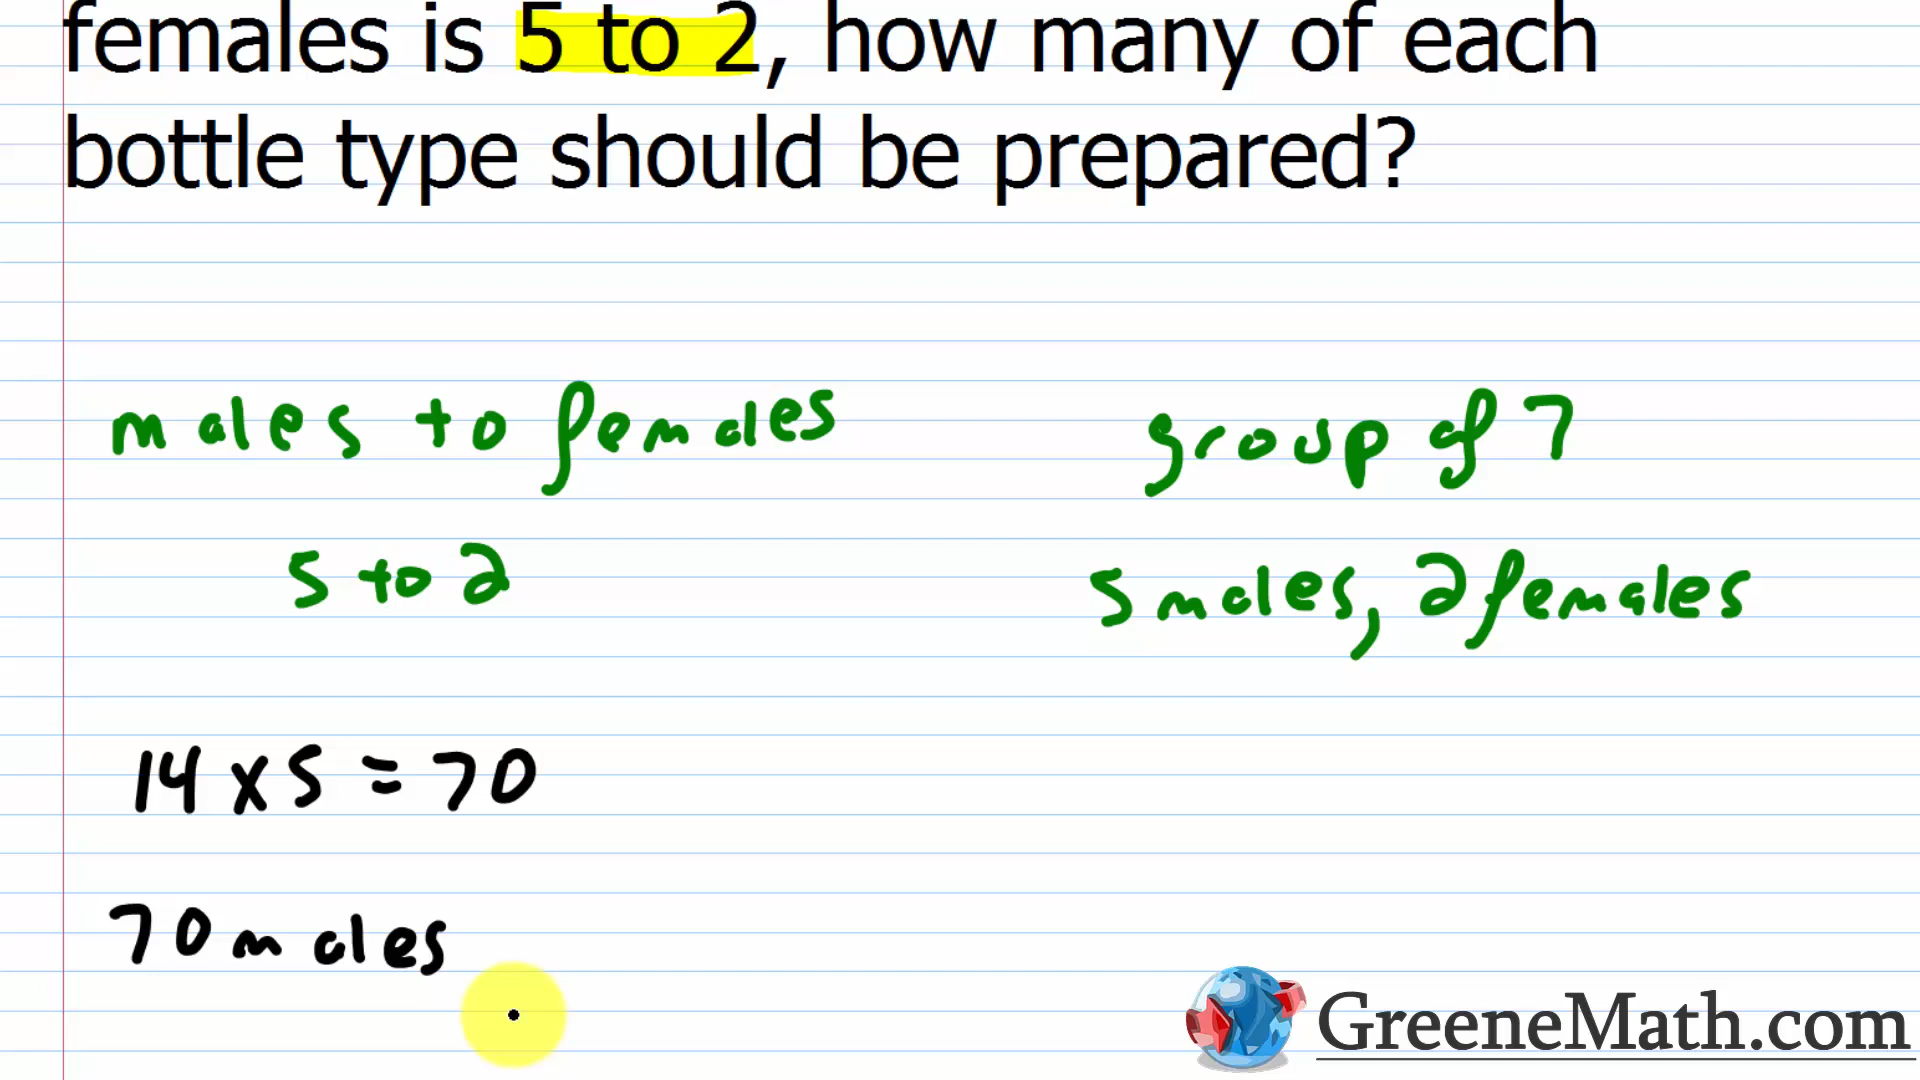 females is 5 to 2, how many of each
bottle type should be prepared?
males to females
group of 7
5 to 2
5 males, 2 females
14 x 5 = 70
70 males
GreeneMath.com